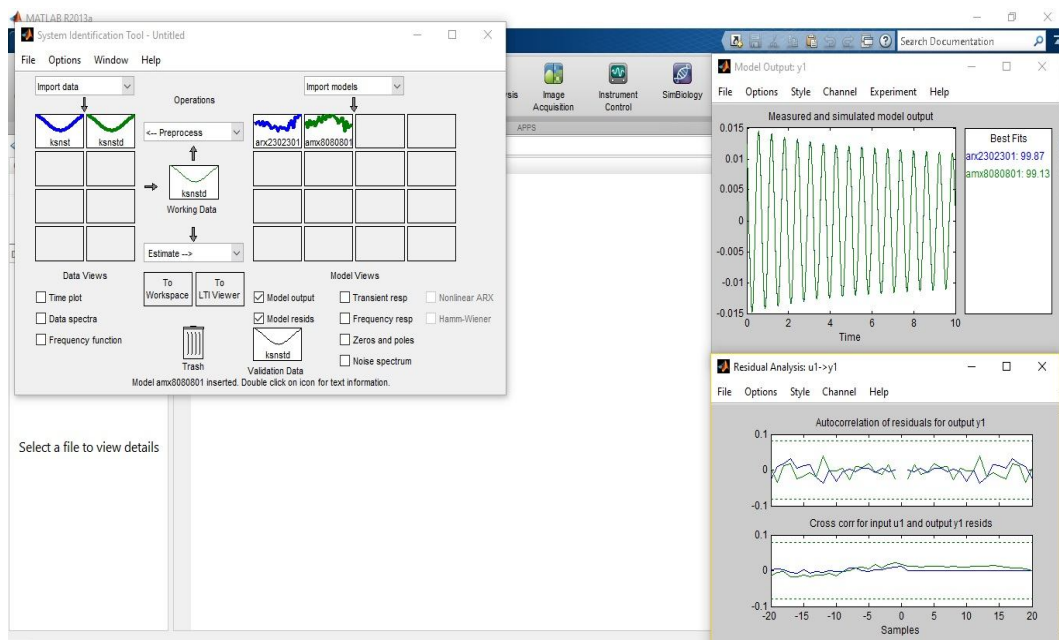 MATLAB R2013a
System Identification Tool - Untitled
File Options Window Help
Import data
Operations
Import models
<-- Preprocess
ksnst
ksnstd
arx2302301
amx8080801
ksnstd
Working Data
Estimate -->
Data Views
To Workspace
To LTI Viewer
Model Views
Time plot
Data spectra
Frequency function
Model output
Model resids
Transient resp
Frequency resp
Zeros and poles
Noise spectrum
Nonlinear ARX
Hamm-Wiener
Trash
ksnstd
Validation Data
Model amx8080801 inserted. Double click on icon for text information.
Select a file to view details
Image Acquisition
Instrument Control
SimBiology
APPS
Search Documentation
Model Output: y1
File Options Style Channel Experiment Help
Measured and simulated model output
0.015
0.01
0.005
0
-0.005
-0.01
-0.015
0 2 4 6 8 10
Time
Best Fits
arx2302301: 99.87
amx8080801: 99.13
Residual Analysis: u1->y1
File Options Style Channel Help
Autocorrelation of residuals for output y1
0.1
0
-0.1
Cross corr for input u1 and output y1 resids
0.1
0
-0.1
-20 -15 -10 -5 0 5 10 15 20
Samples